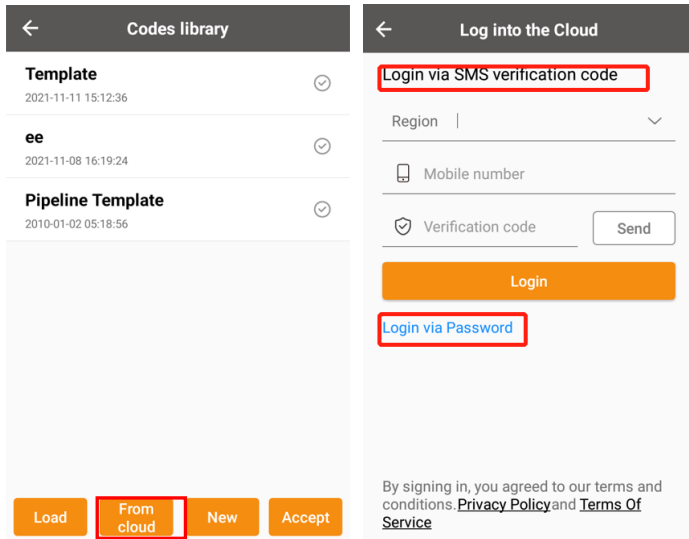 Codes library
Template
2021-11-11 15:12:36
ee
2021-11-08 16:19:24
Pipeline Template
2010-01-02 05:18:56
Load
From
cloud
New
Accept
Log into the Cloud
Login via SMS verification code
Region
Mobile number
Verification code
Send
Login
Login via Password
By signing in, you agreed to our terms and
conditions.Privacy Policyand Terms Of
Service